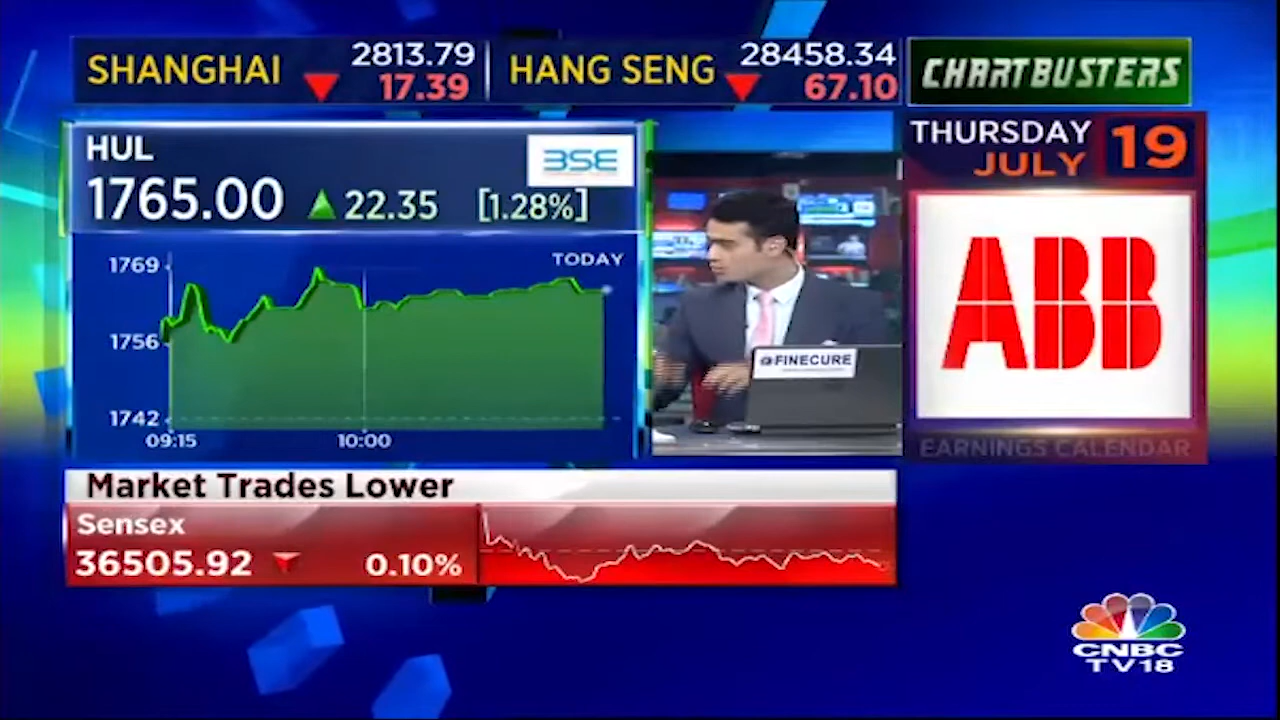 SHANGHAI 2813.79
▼ 17.39
HANG SENG 28458.34
▼ 67.10
CHARTBUSTERS
HUL
BSE
1765.00 ▲ 22.35 [1.28%]
TODAY
1769
1756
1742
09:15 10:00
FINECURE
THURSDAY
JULY 19
ABB
EARNINGS CALENDAR
Market Trades Lower
Sensex
36505.92 ▼ 0.10%
CNBC
TV18